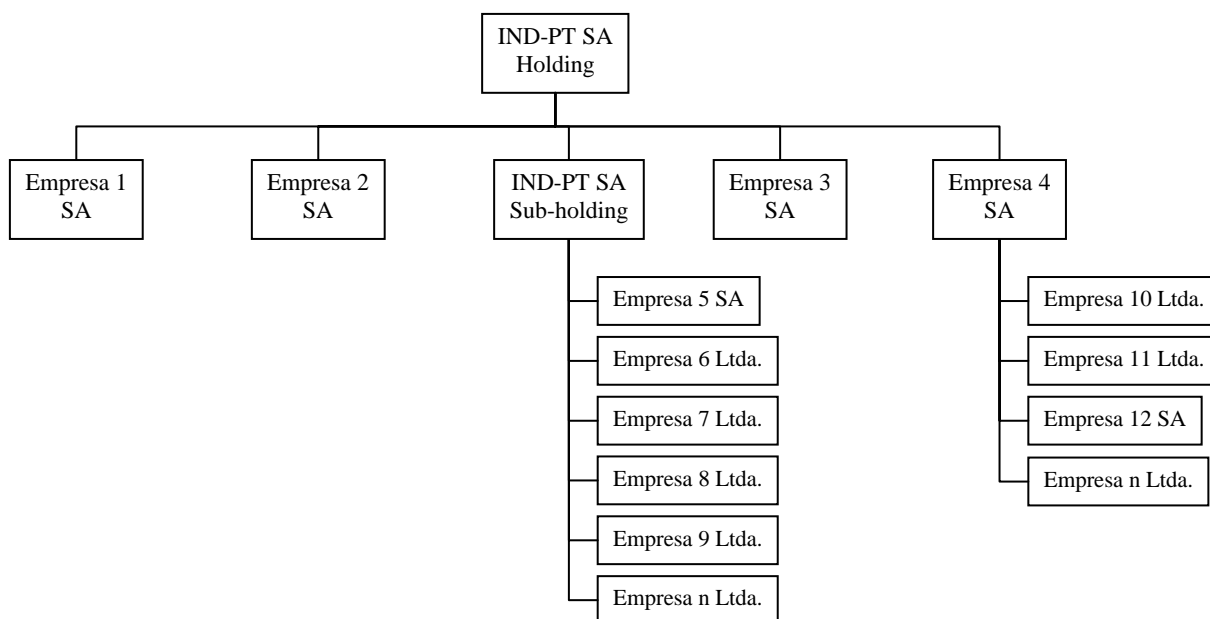 IND-PT SA
Holding
Empresa 1
SA
Empresa 2
SA
IND-PT SA
Sub-holding
Empresa 3
SA
Empresa 4
SA
Empresa 5 SA
Empresa 6 Ltda.
Empresa 7 Ltda.
Empresa 8 Ltda.
Empresa 9 Ltda.
Empresa n Ltda.
Empresa 10 Ltda.
Empresa 11 Ltda.
Empresa 12 SA
Empresa n Ltda.